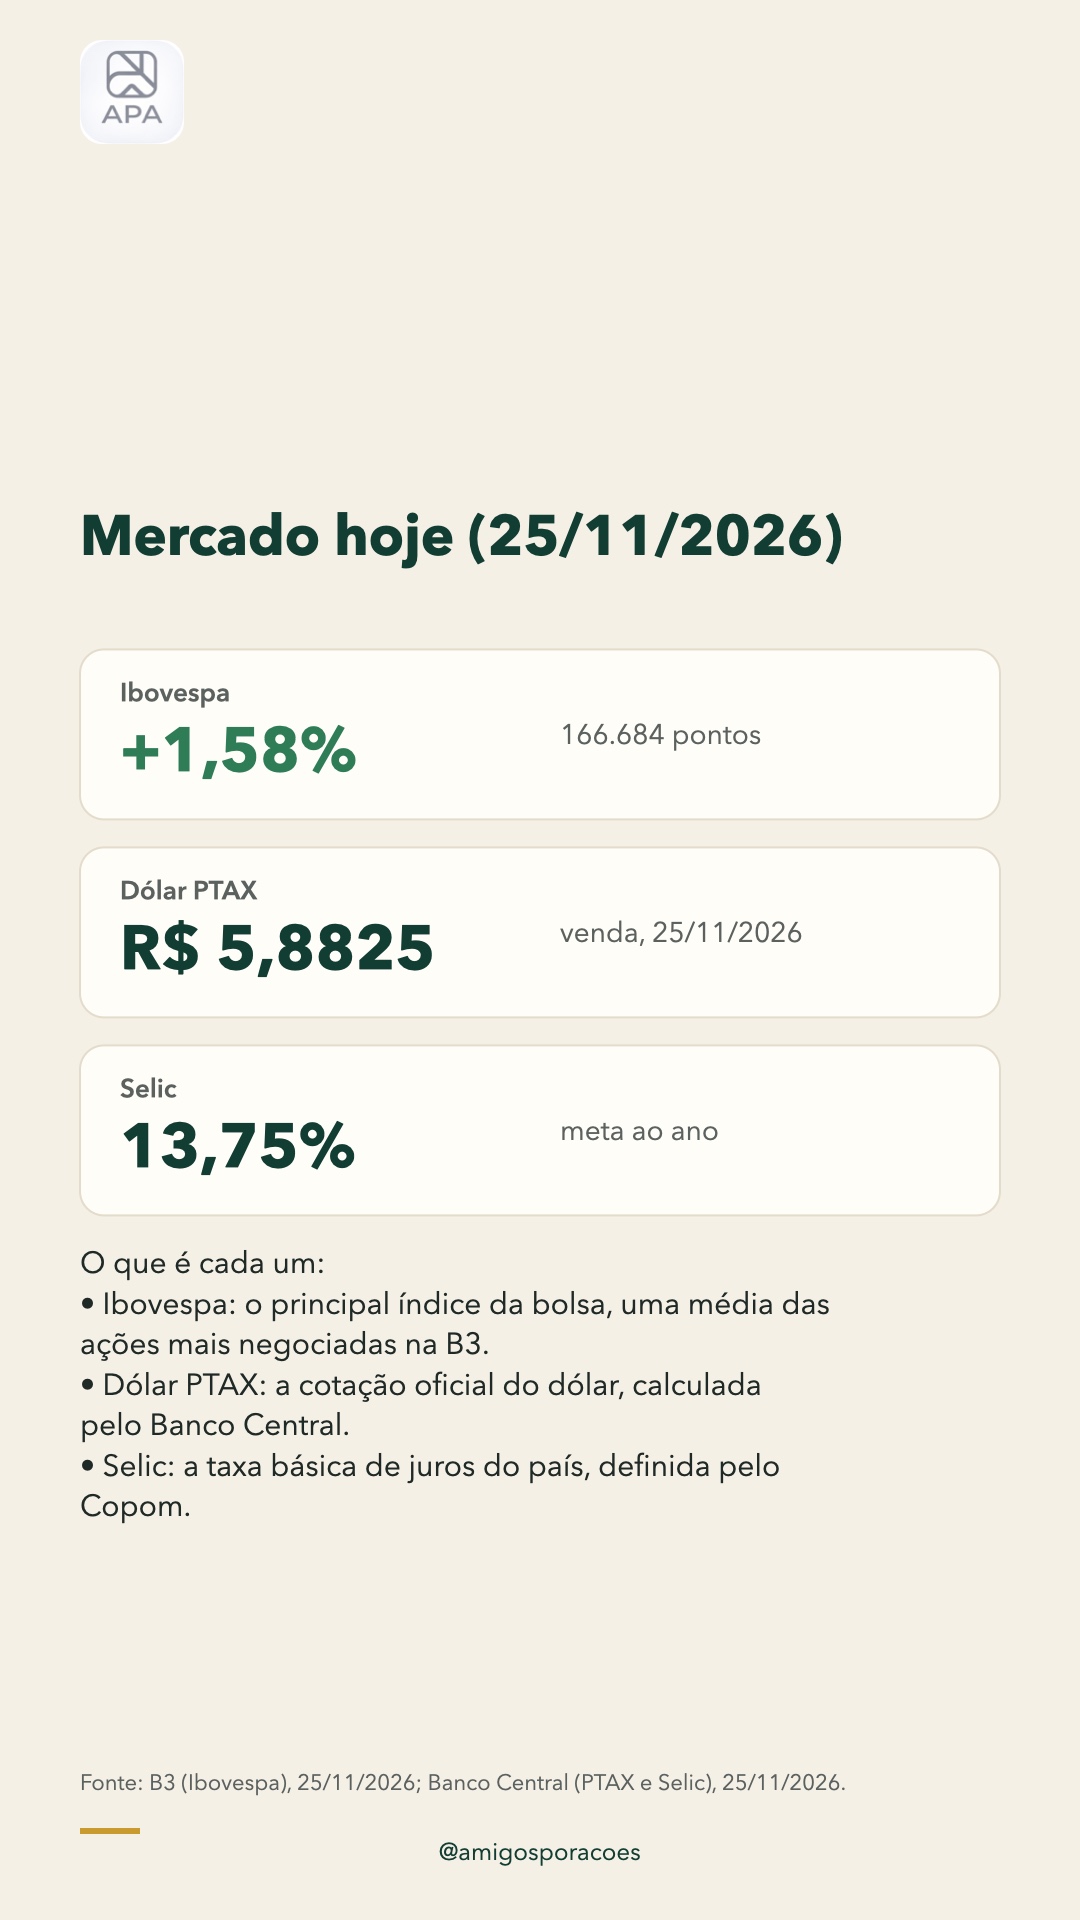 APA
Mercado hoje (25/11/2026)
Ibovespa
+1,58%
166.684 pontos
Dólar PTAX
R$ 5,8825
venda, 25/11/2026
Selic
13,75%
meta ao ano
O que é cada um:
• Ibovespa: o principal índice da bolsa, uma média das
ações mais negociadas na B3.
• Dólar PTAX: a cotação oficial do dólar, calculada
pelo Banco Central.
• Selic: a taxa básica de juros do país, definida pelo
Copom.
Fonte: B3 (Ibovespa), 25/11/2026; Banco Central (PTAX e Selic), 25/11/2026.
@amigosporacoes